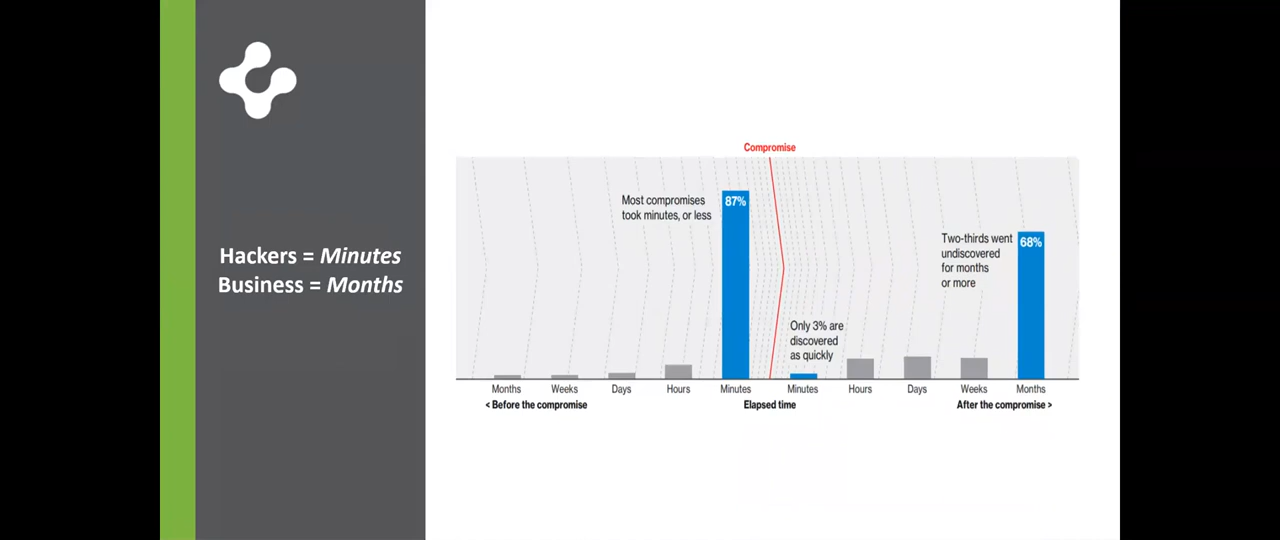 Hackers = Minutes
Business = Months
Compromise
Most compromises
took minutes, or less
87%
Two-thirds went
undiscovered
for months
or more
68%
Only 3% are
discovered
as quickly
Months Weeks Days Hours Minutes Minutes Hours Days Weeks Months
< Before the compromise Elapsed time After the compromise >